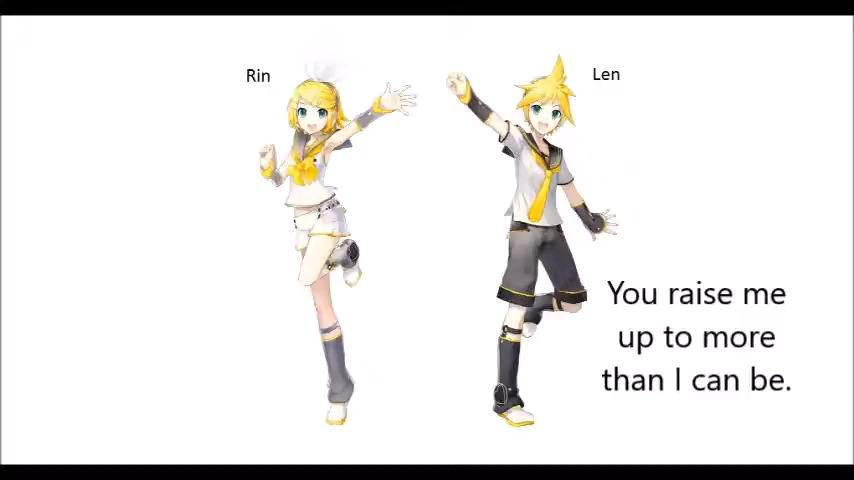 Rin
Len
You raise me
up to more
than I can be.